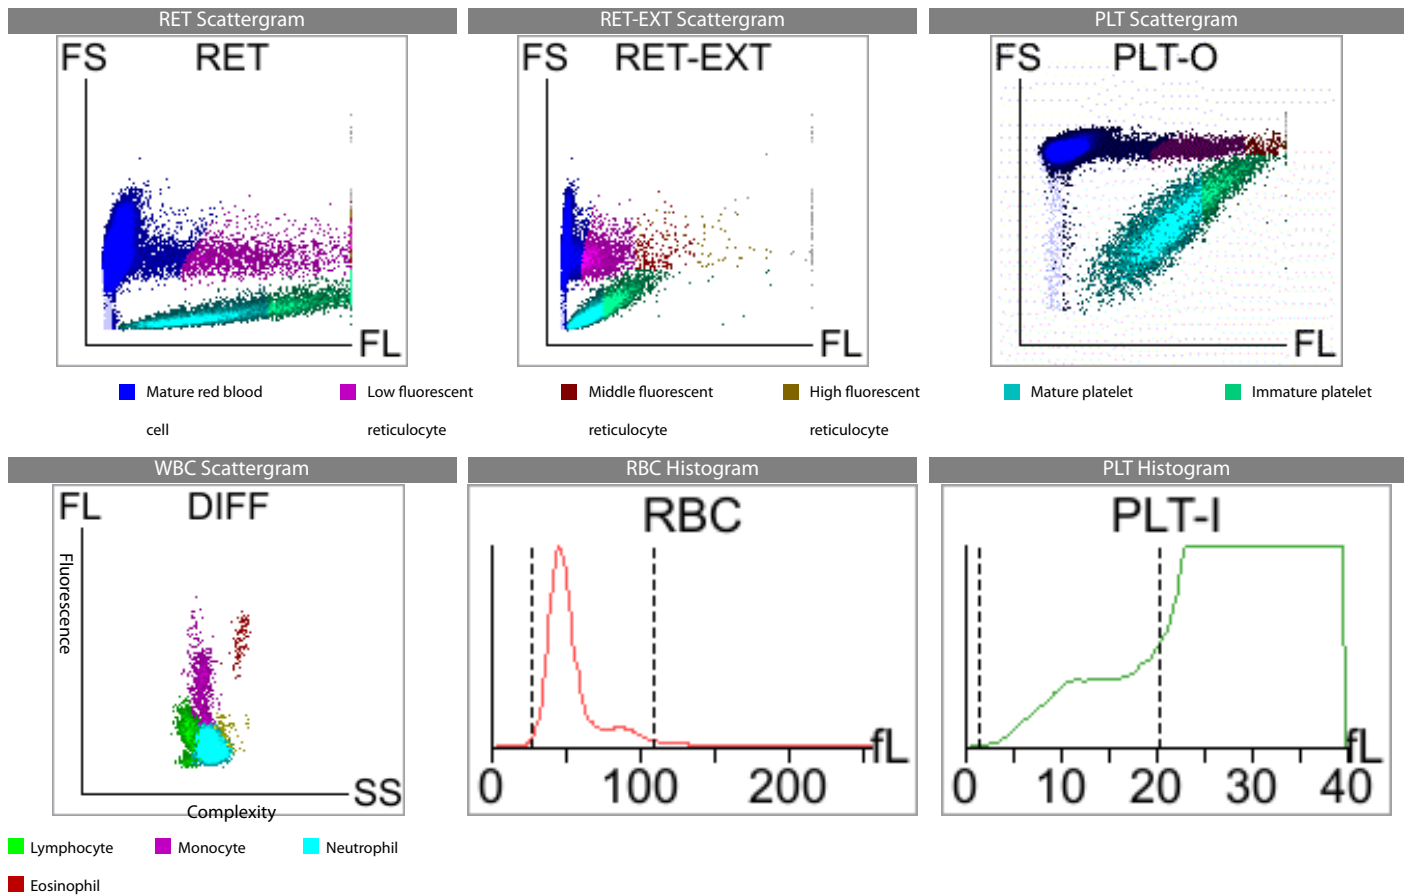 RET Scattergram
RET-EXT Scattergram
PLT Scattergram
FS RET
FL
FS RET-EXT
FL
FS PLT-O
FL
Mature red blood
cell
Low fluorescent
reticulocyte
Middle fluorescent
reticulocyte
High fluorescent
reticulocyte
Mature platelet
Immature platelet
WBC Scattergram
RBC Histogram
PLT Histogram
FL DIFF
Fluorescence
SS
Complexity
RBC
fL
0 100 200
PLT-I
fL
0 10 20 30 40
Lymphocyte
Monocyte
Neutrophil
Eosinophil